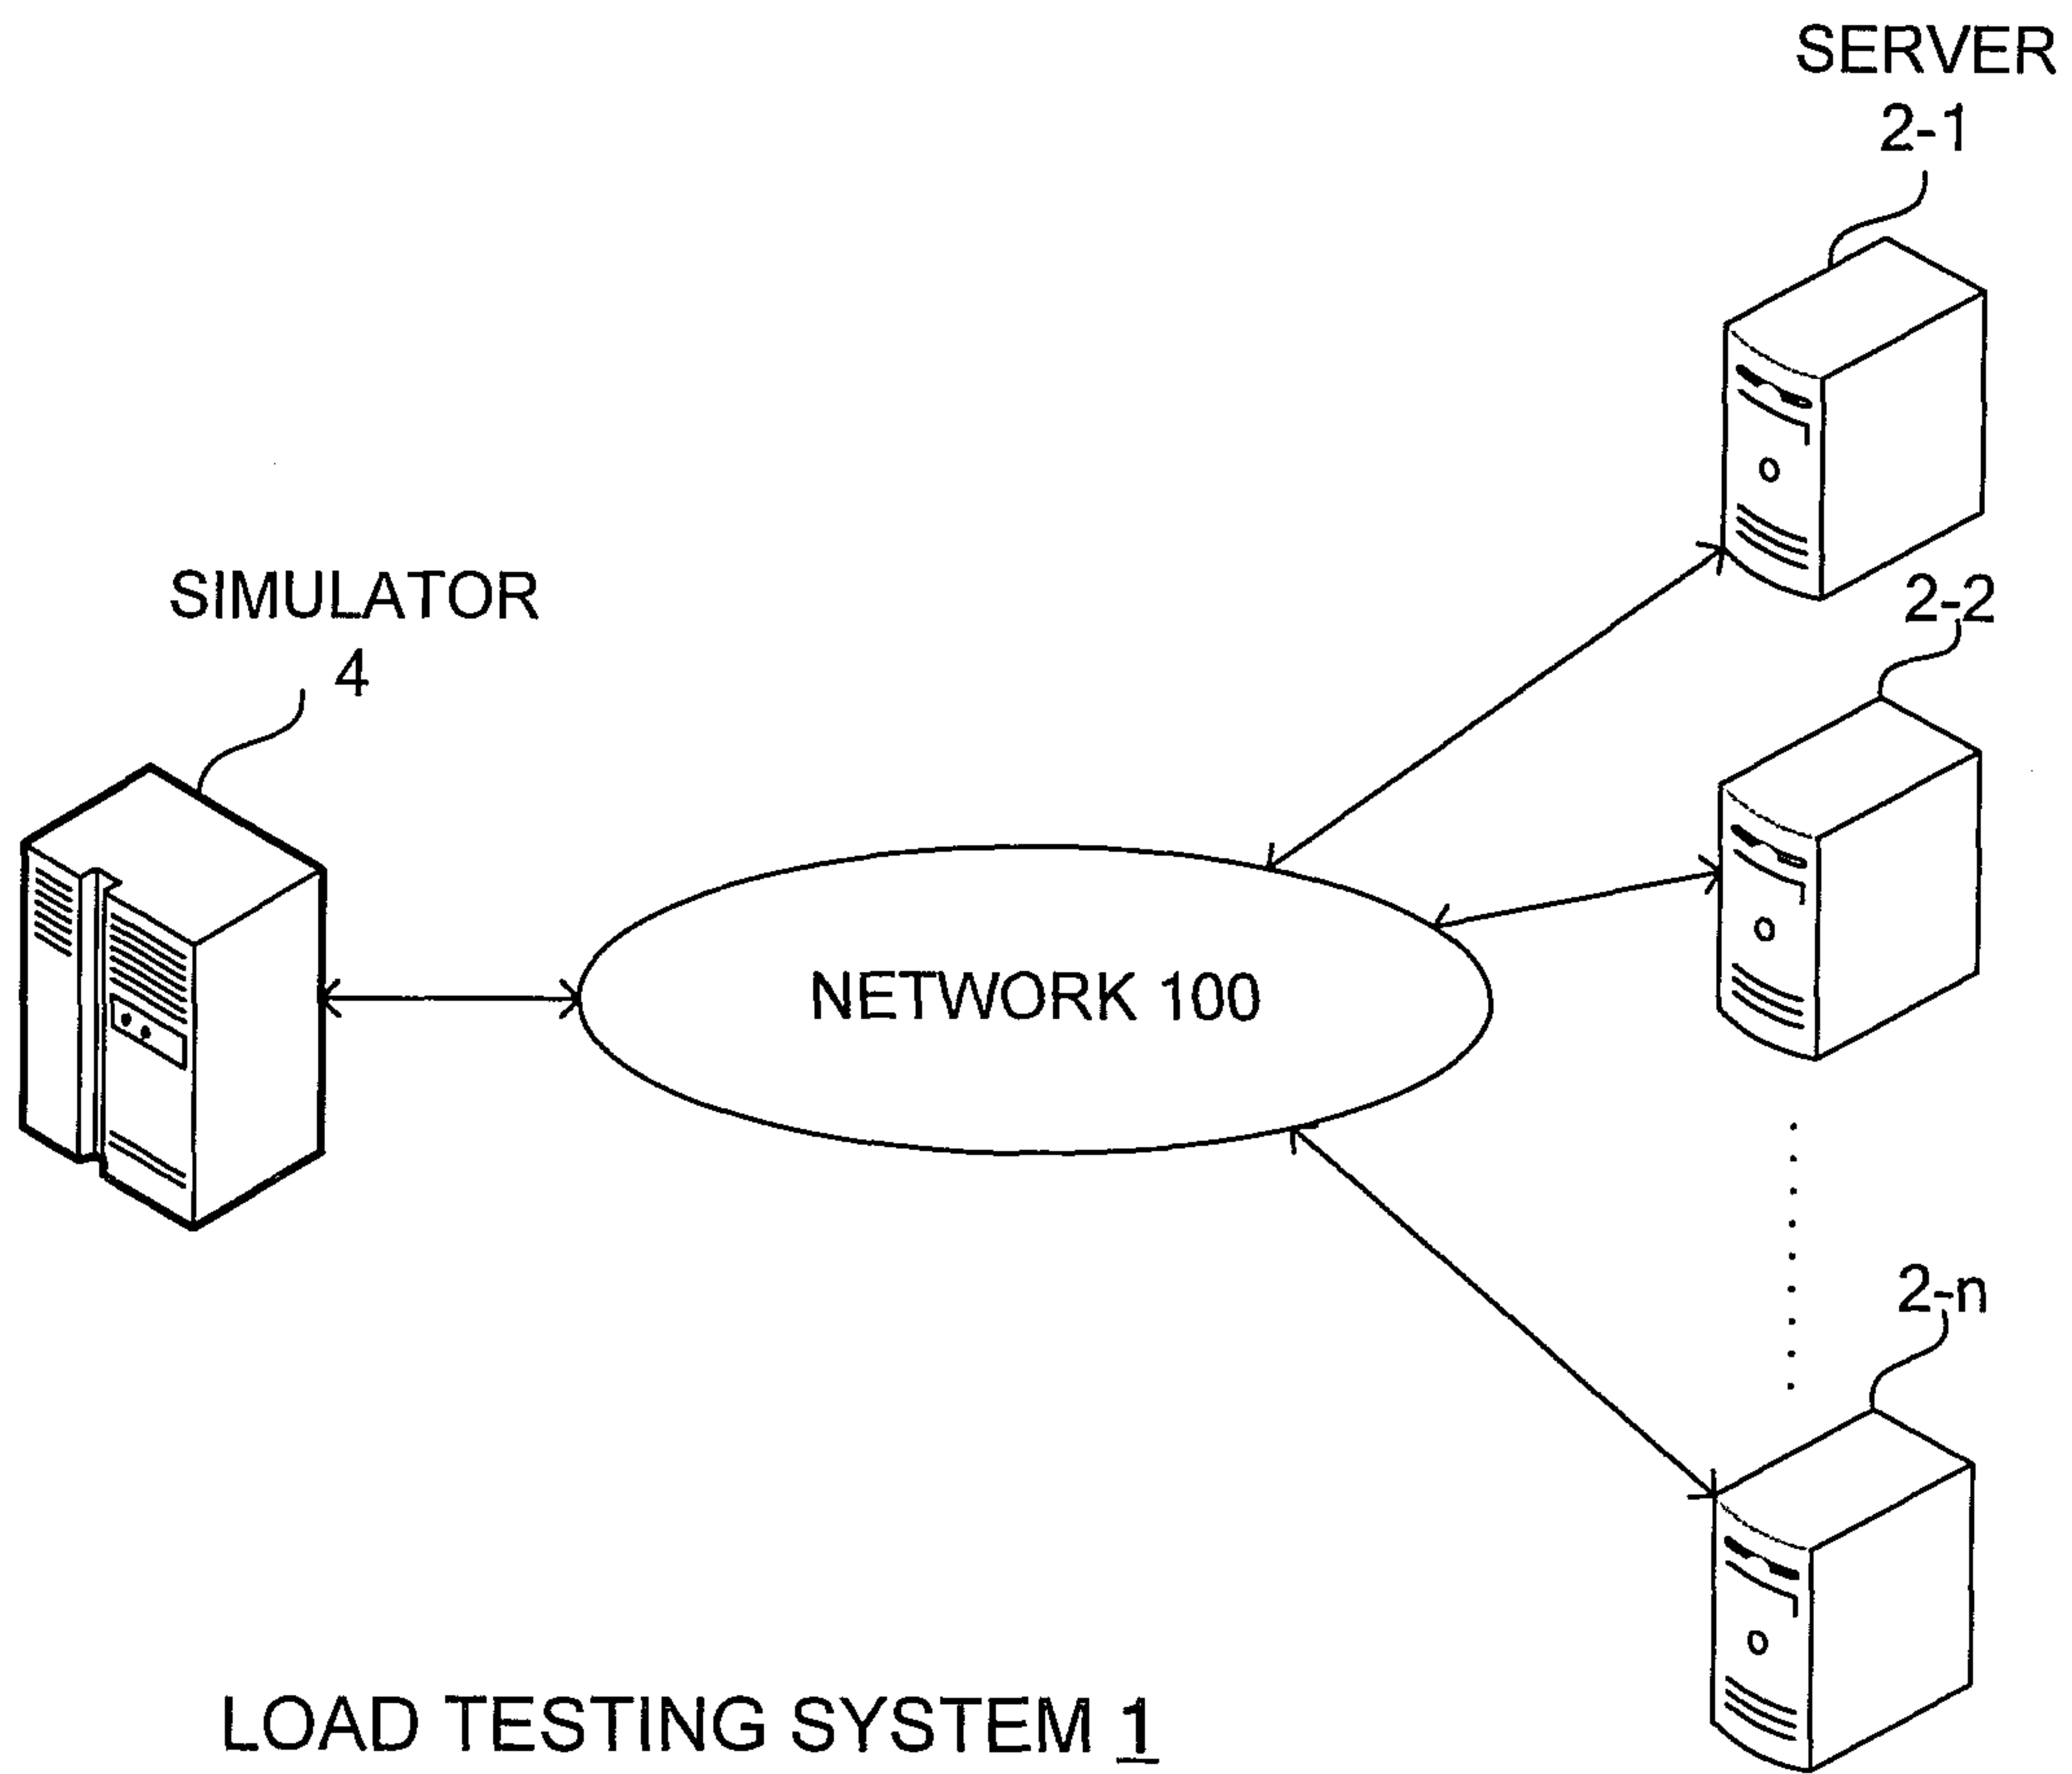 SERVER
2-1
SIMULATOR
4
2-2
NETWORK 100
2-n
LOAD TESTING SYSTEM 1